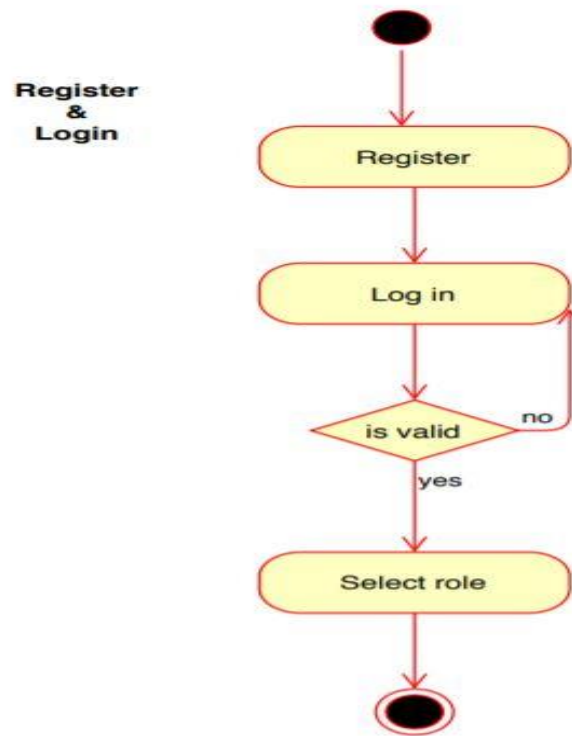 Register
&
Login
Register
Log in
is valid
no
yes
Select role